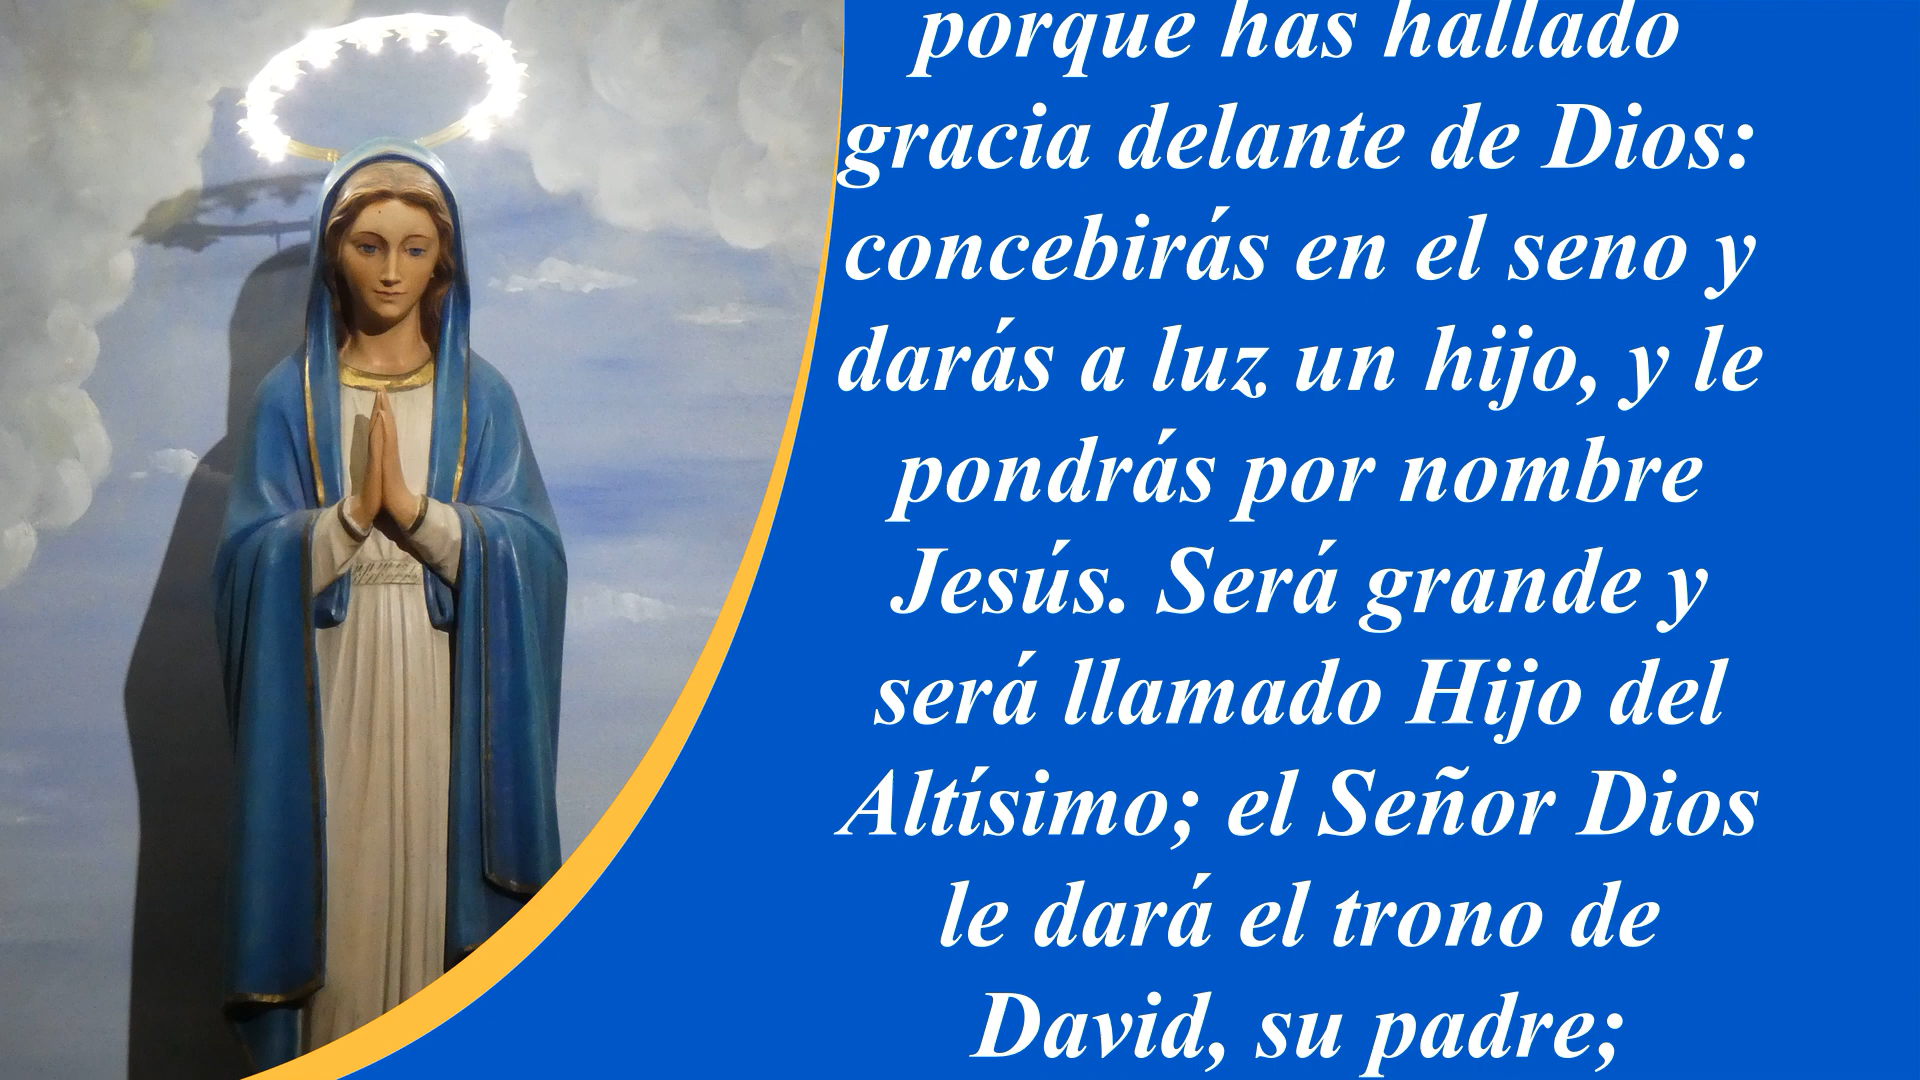 porque has hallado
gracia delante de Dios:
concebirás en el seno y
darás a luz un hijo, y le
pondrás por nombre
Jesús. Será grande y
será llamado Hijo del
Altísimo; el Señor Dios
le dará el trono de
David, su padre;